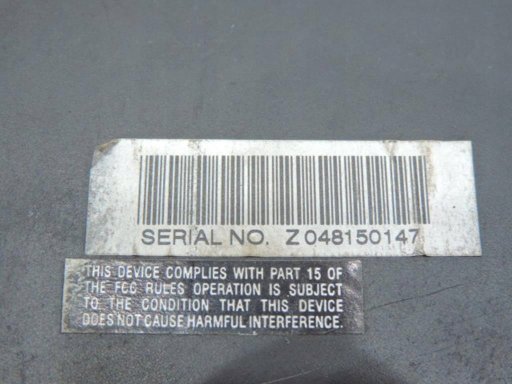 SERIAL NO. Z 048150147
THIS DEVICE COMPLIES WITH PART 15 OF
THE FCC RULES OPERATION IS SUBJECT
TO THE CONDITION THAT THIS DEVICE
DOES NOT CAUSE HARMFUL INTERFERENCE.